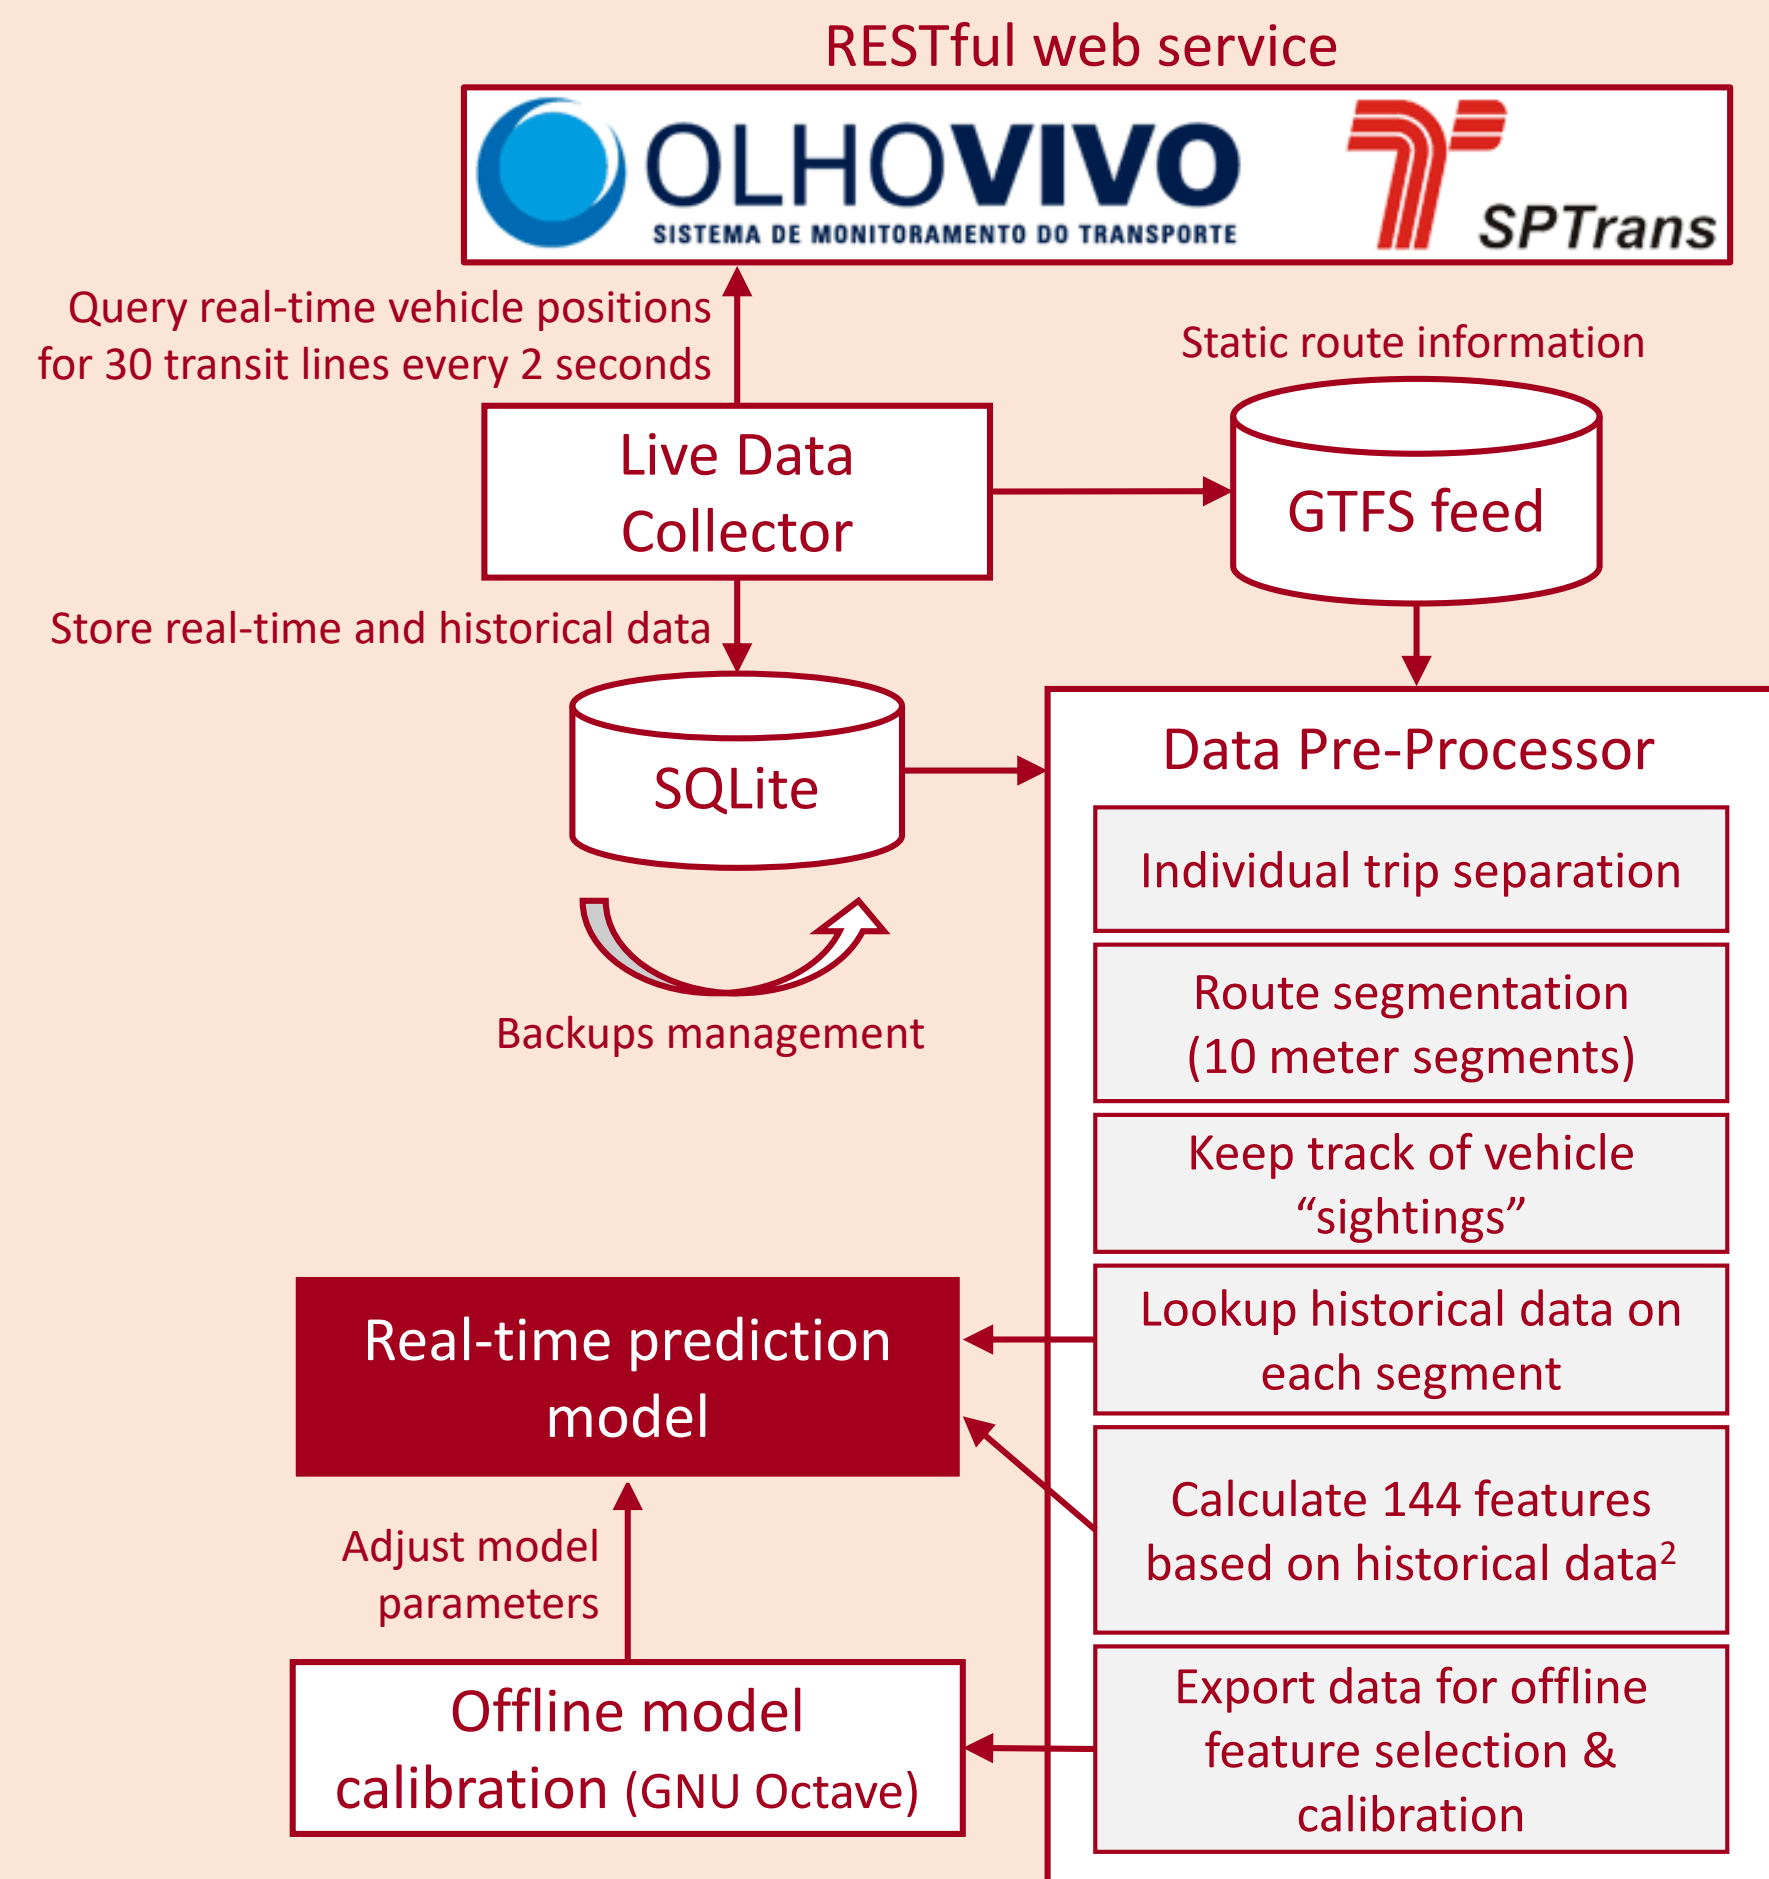 RESTful web service
OLHOVIVO
SISTEMA DE MONITORAMENTO DO TRANSPORTE
SPTrans
Query real-time vehicle positions
for 30 transit lines every 2 seconds
Static route information
Live Data
Collector
GTFS feed
Store real-time and historical data
SQLite
Backups management
Data Pre-Processor
Individual trip separation
Route segmentation
(10 meter segments)
Keep track of vehicle
“sightings”
Lookup historical data on
each segment
Calculate 144 features
based on historical data²
Export data for offline
feature selection &
calibration
Real-time prediction
model
Adjust model
parameters
Offline model
calibration (GNU Octave)